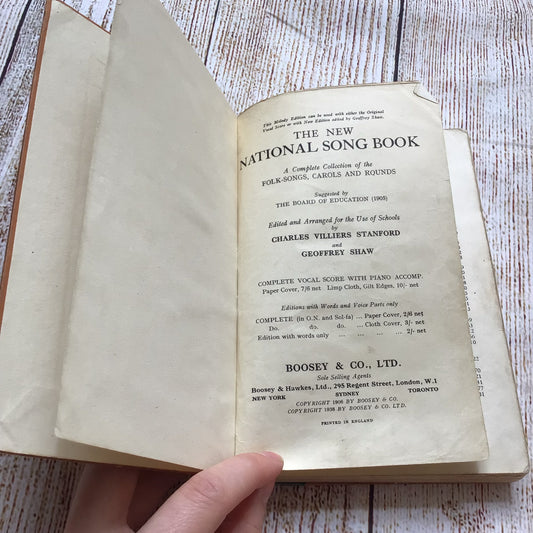 This Melody Edition can be used with either the Original
Vocal Score or with New Edition edited by Geoffrey Shaw.
THE NEW
NATIONAL SONG BOOK
A Complete Collection of the
FOLK-SONGS, CAROLS AND ROUNDS
Suggested by
THE BOARD OF EDUCATION (1905)
Edited and Arranged for the Use of Schools
by
CHARLES VILLIERS STANFORD
and
GEOFFREY SHAW
COMPLETE VOCAL SCORE WITH PIANO ACCOMP.
Paper Cover, 7/6 net Limp Cloth, Gilt Edges, 10/- net
Editions with Words and Voice Parts only
COMPLETE (in O.N. and Sol-fa) ... Paper Cover, 2/6 net
Do. do. do. ... Cloth Cover, 3/- net
Edition with words only ... ... ... 2/- net
BOOSEY & CO., LTD.
Sole Selling Agents
Boosey & Hawkes, Ltd., 295 Regent Street, London, W.1
NEW YORK SYDNEY TORONTO
COPYRIGHT 1906 BY BOOSEY & CO.
COPYRIGHT 1938 BY BOOSEY & CO. LTD.
PRINTED IN ENGLAND